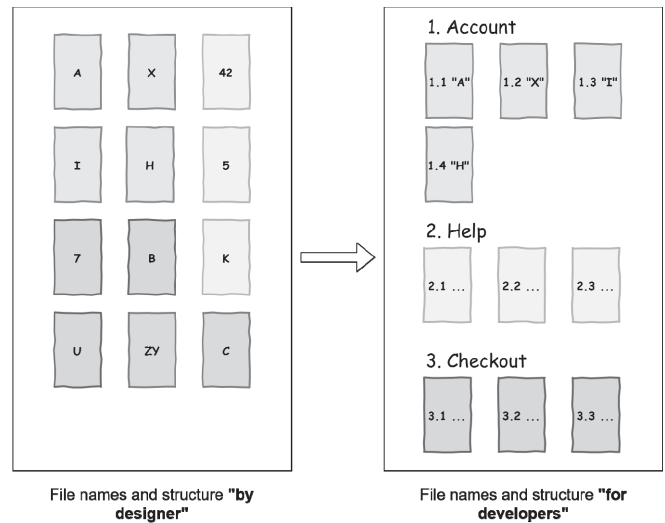 A X 42
I H 5
7 B K
U ZY C
File names and structure "by
designer"
1. Account
1.1 "A" 1.2 "X" 1.3 "I"
1.4 "H"
2. Help
2.1 ... 2.2 ... 2.3 ...
3. Checkout
3.1 ... 3.2 ... 3.3 ...
File names and structure "for
developers"